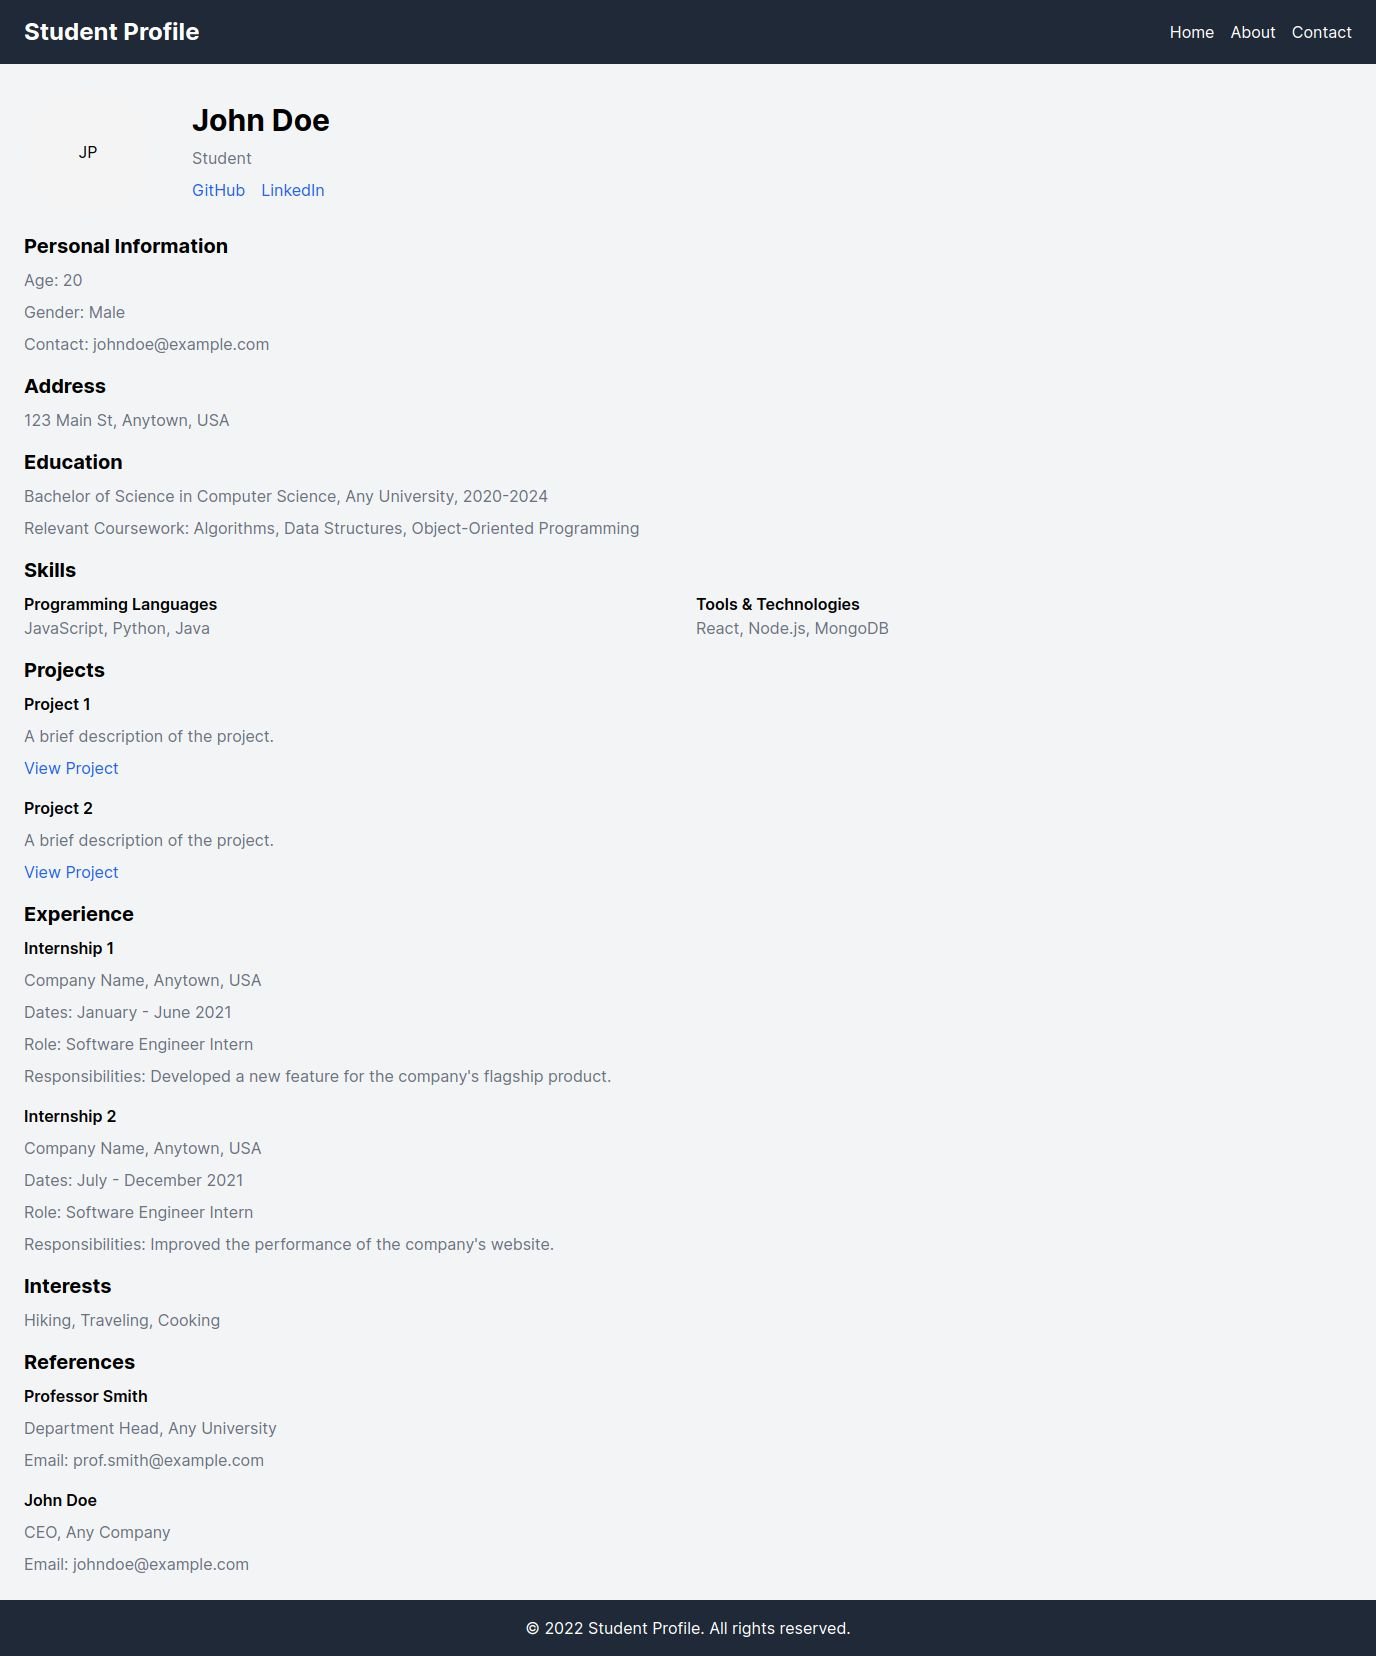 Student Profile
Home About Contact
JP
John Doe
Student
GitHub LinkedIn
Personal Information
Age: 20
Gender: Male
Contact: johndoe@example.com
Address
123 Main St, Anytown, USA
Education
Bachelor of Science in Computer Science, Any University, 2020-2024
Relevant Coursework: Algorithms, Data Structures, Object-Oriented Programming
Skills
Programming Languages
JavaScript, Python, Java
Tools & Technologies
React, Node.js, MongoDB
Projects
Project 1
A brief description of the project.
View Project
Project 2
A brief description of the project.
View Project
Experience
Internship 1
Company Name, Anytown, USA
Dates: January - June 2021
Role: Software Engineer Intern
Responsibilities: Developed a new feature for the company's flagship product.
Internship 2
Company Name, Anytown, USA
Dates: July - December 2021
Role: Software Engineer Intern
Responsibilities: Improved the performance of the company's website.
Interests
Hiking, Traveling, Cooking
References
Professor Smith
Department Head, Any University
Email: prof.smith@example.com
John Doe
CEO, Any Company
Email: johndoe@example.com
© 2022 Student Profile. All rights reserved.